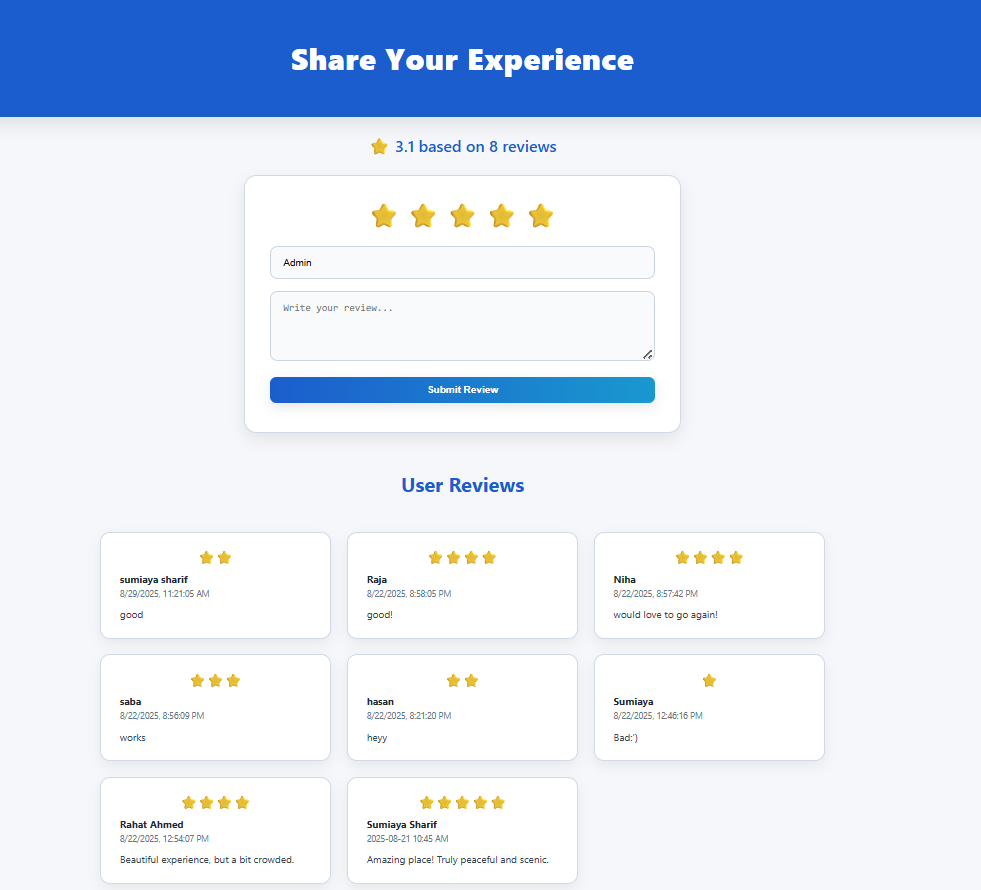 Share Your Experience
⭐ 3.1 based on 8 reviews
Admin
Write your review...
Submit Review
User Reviews
sumiaya sharif
8/29/2025, 11:21:05 AM
good
Raja
8/22/2025, 8:58:05 PM
good!
Niha
8/22/2025, 8:57:42 PM
would love to go again!
saba
8/22/2025, 8:56:09 PM
works
hasan
8/22/2025, 8:21:20 PM
heyy
Sumiaya
8/22/2025, 12:46:16 PM
Bad:')
Rahat Ahmed
8/22/2025, 12:54:07 PM
Beautiful experience, but a bit crowded.
Sumiaya Sharif
2025-08-21 10:45 AM
Amazing place! Truly peaceful and scenic.